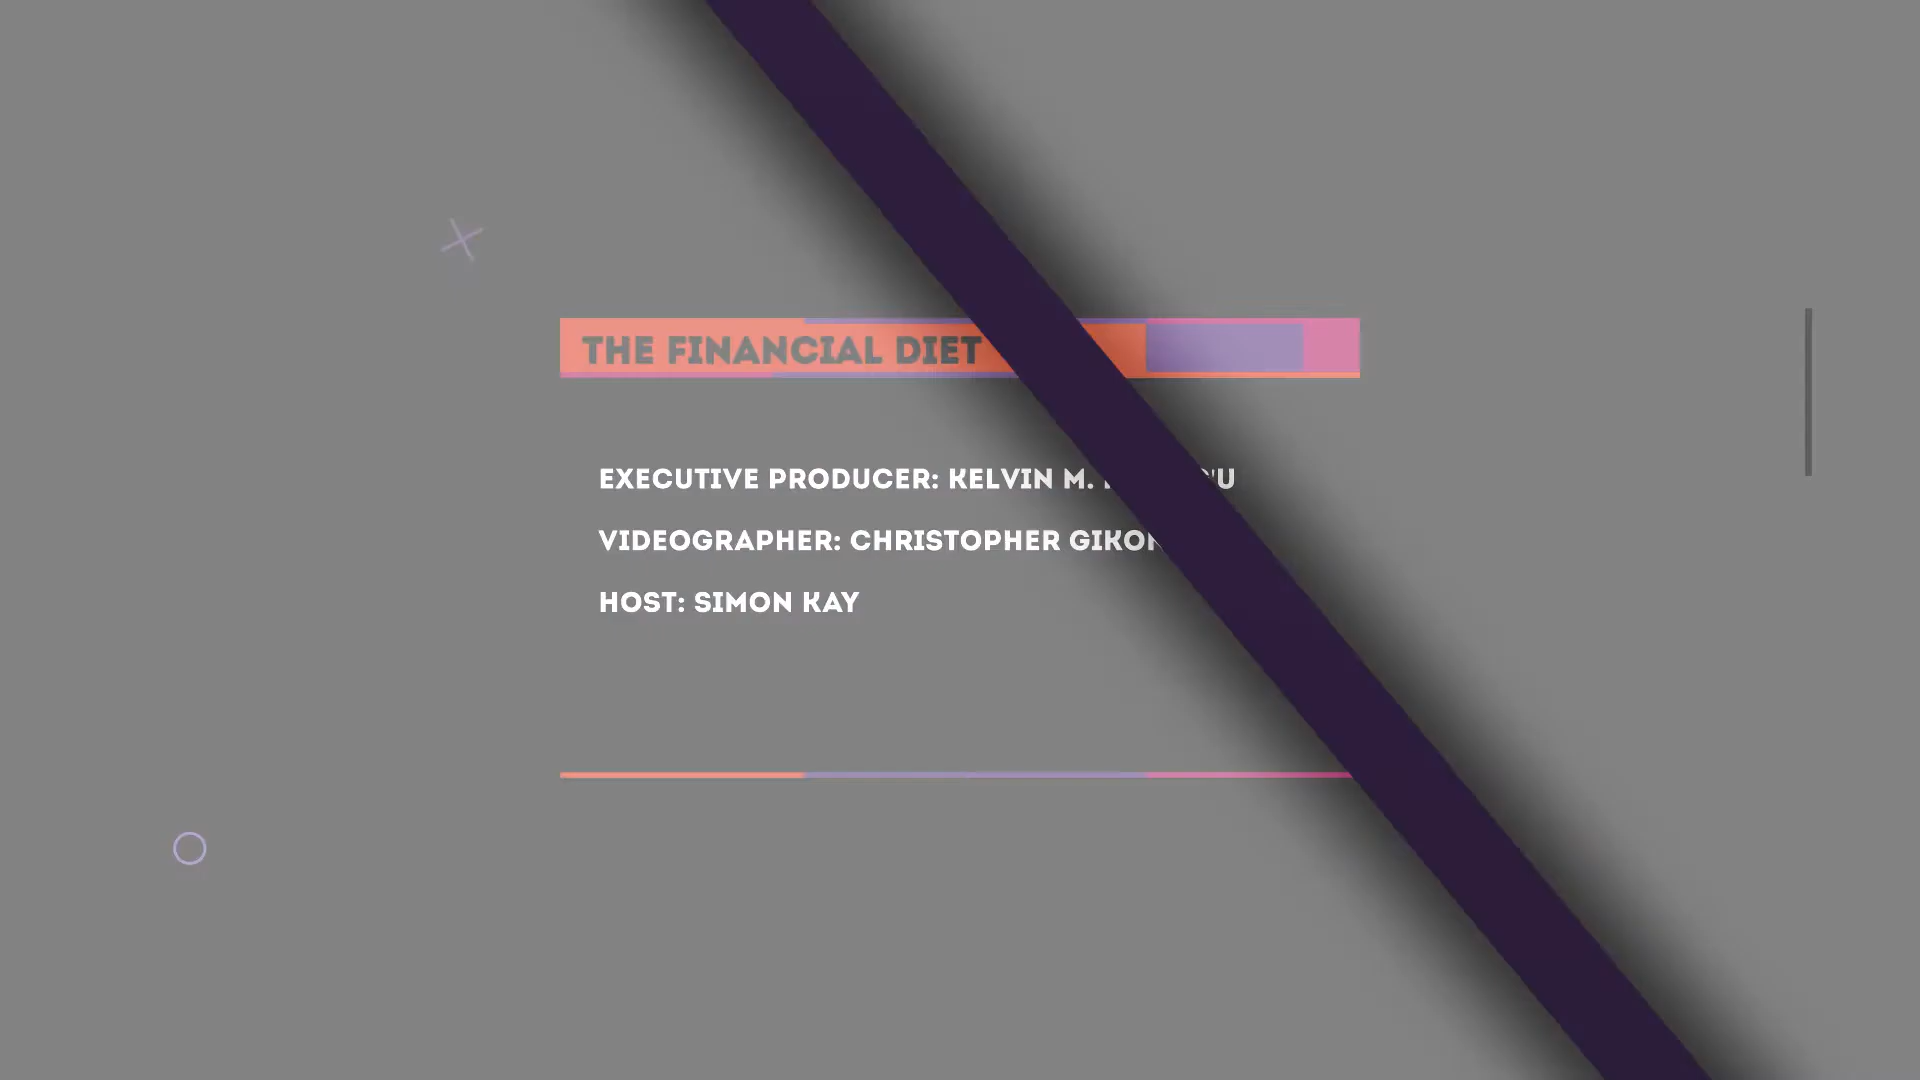 THE FINANCIAL DIET
EXECUTIVE PRODUCER: KELVIN M.
VIDEOGRAPHER: CHRISTOPHER
HOST: SIMON KAY